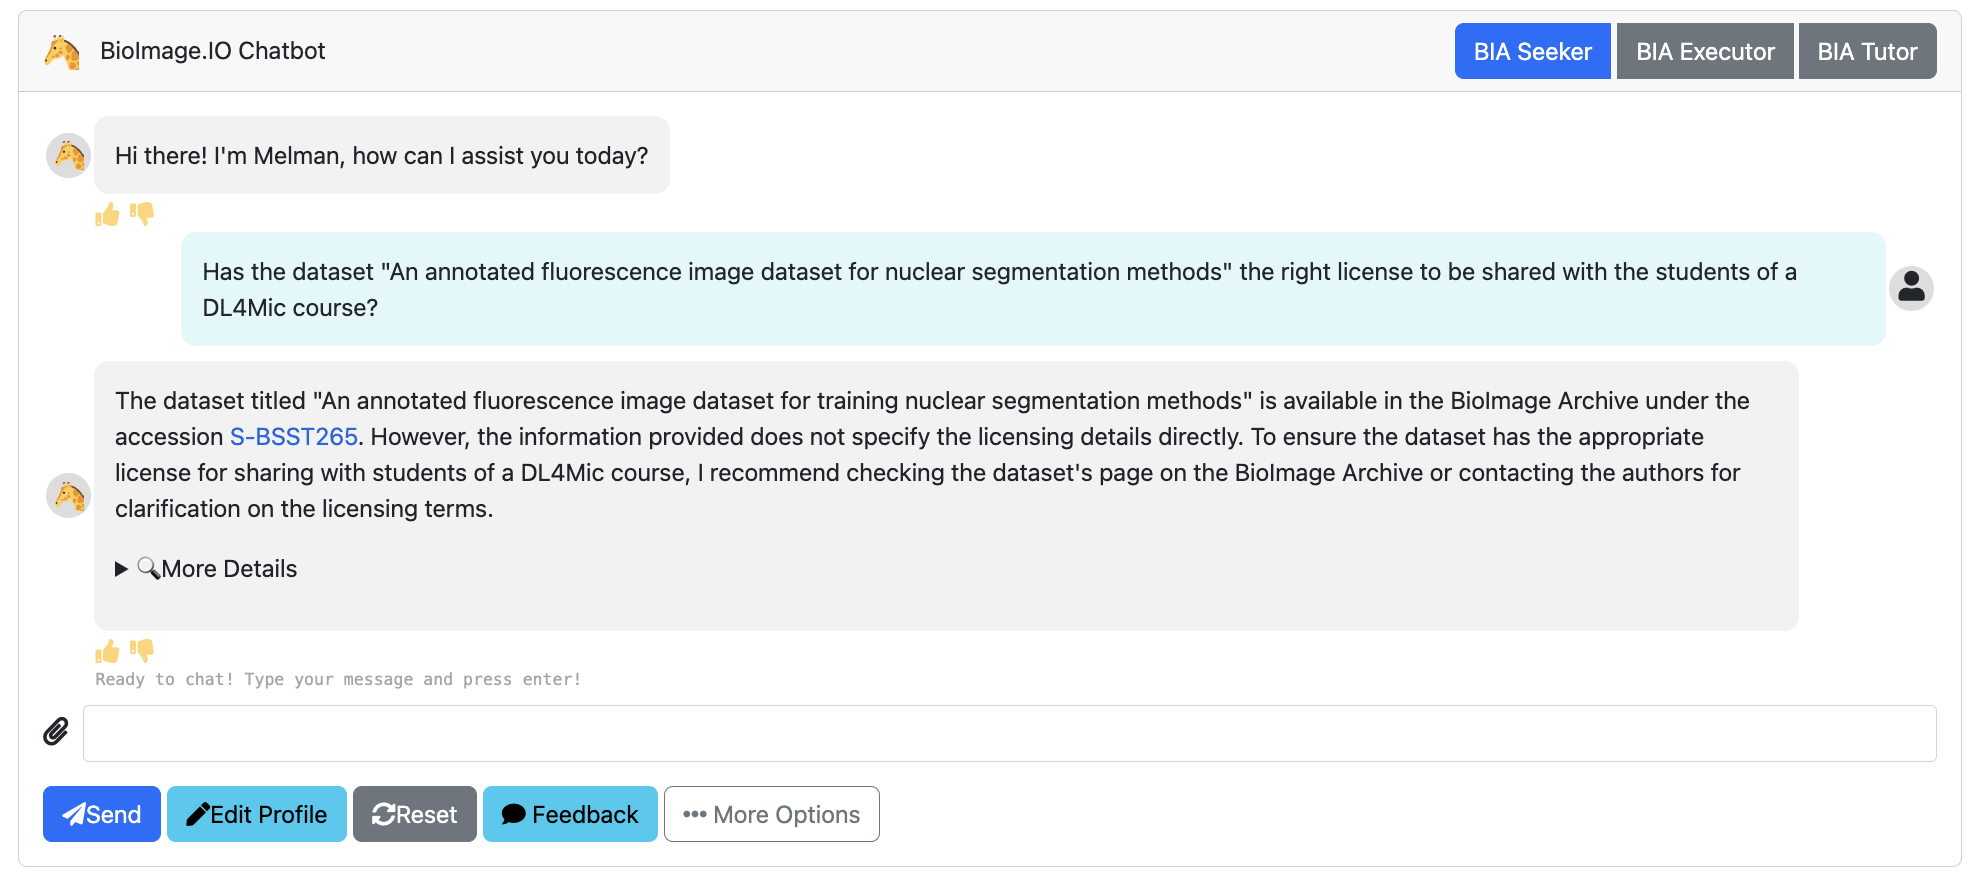 BioImage.IO Chatbot
BIA Seeker
BIA Executor
BIA Tutor
Hi there! I'm Melman, how can I assist you today?
Has the dataset "An annotated fluorescence image dataset for nuclear segmentation methods" the right license to be shared with the students of a
DL4Mic course?
The dataset titled "An annotated fluorescence image dataset for training nuclear segmentation methods" is available in the BioImage Archive under the
accession S-BSST265. However, the information provided does not specify the licensing details directly. To ensure the dataset has the appropriate
license for sharing with students of a DL4Mic course, I recommend checking the dataset's page on the BioImage Archive or contacting the authors for
clarification on the licensing terms.
More Details
Ready to chat! Type your message and press enter!
Send
Edit Profile
Reset
Feedback
More Options